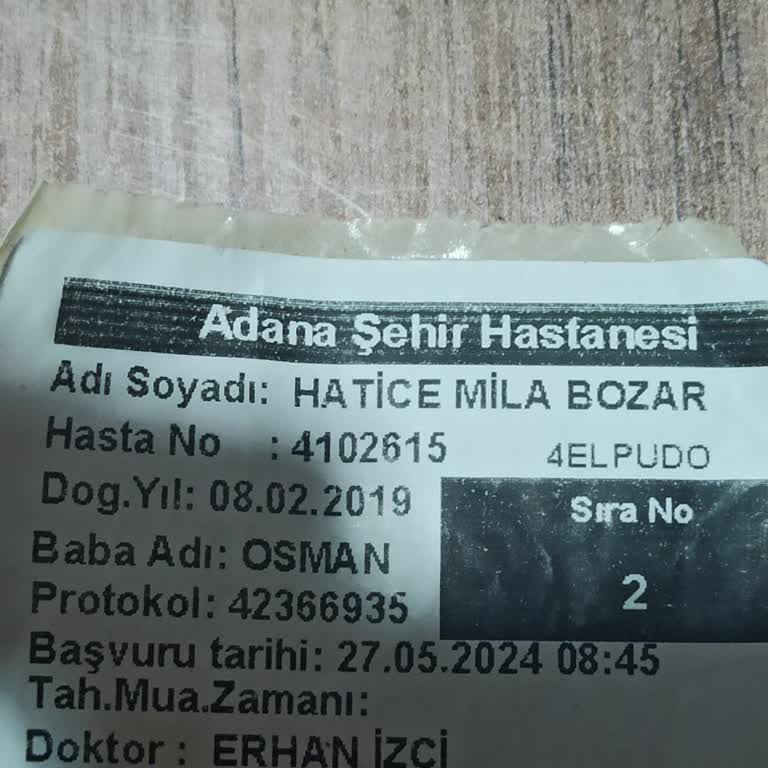 Adana Şehir Hastanesi
Adı Soyadı: HATİCE MİLA BOZAR
Hasta No : 4102615 4ELPUDO
Dog.Yıl: 08.02.2019 Sıra No
Baba Adı: OSMAN
Protokol: 42366935 2
Başvuru tarihi: 27.05.2024 08:45
Tah.Mua.Zamanı:
Doktor : ERHAN İZCİ